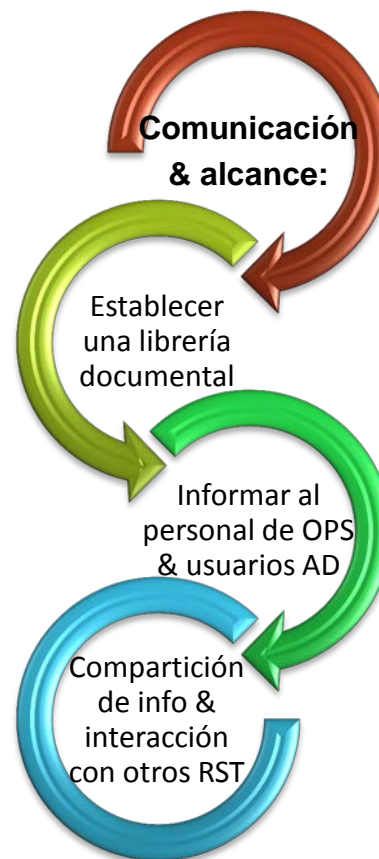 Comunicación
& alcance:
Establecer
una librería
documental
Informar al
personal de OPS
& usuarios AD
Compartición
de info &
interacción
con otros RST